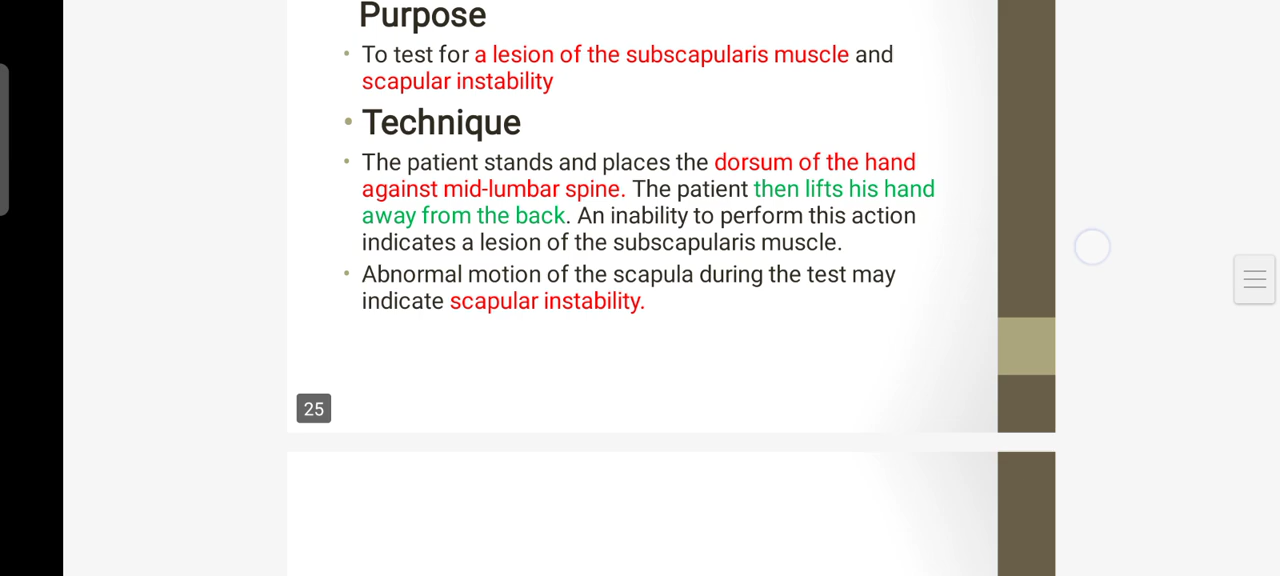 Purpose
• To test for a lesion of the subscapularis muscle and
scapular instability
• Technique
• The patient stands and places the dorsum of the hand
against mid-lumbar spine. The patient then lifts his hand
away from the back. An inability to perform this action
indicates a lesion of the subscapularis muscle.
• Abnormal motion of the scapula during the test may
indicate scapular instability.
25